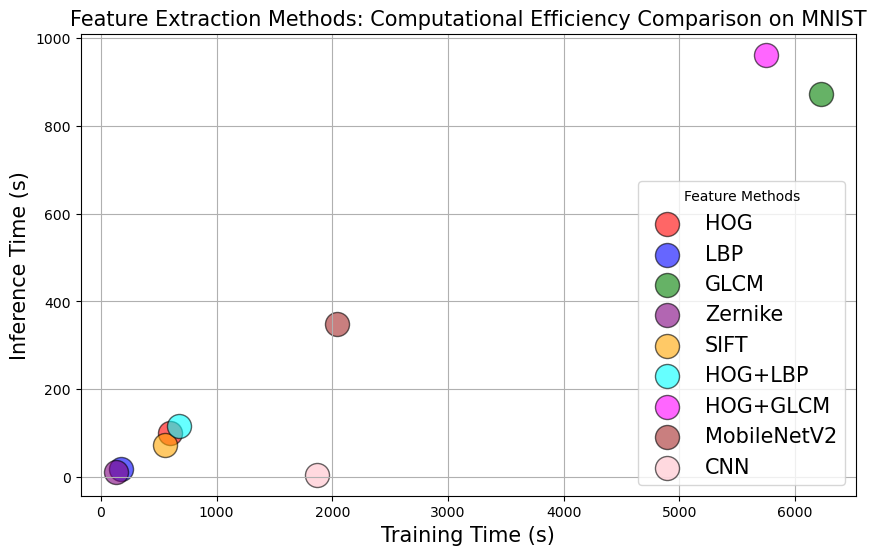 Feature Extraction Methods: Computational Efficiency Comparison on MNIST
1000
800
600
400
200
0
Inference Time (s)
Feature Methods
HOG
LBP
GLCM
Zernike
SIFT
HOG+LBP
HOG+GLCM
MobileNetV2
CNN
0 1000 2000 3000 4000 5000 6000
Training Time (s)